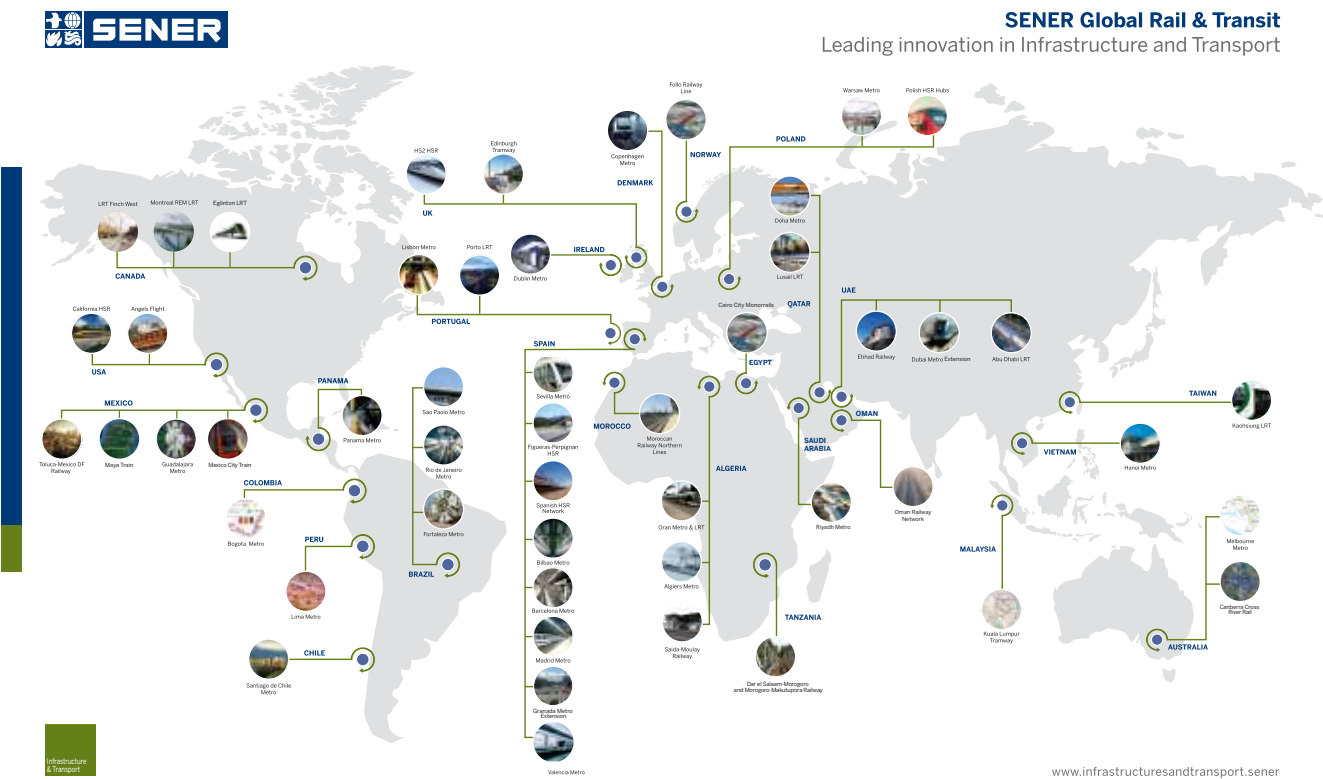 SENER
SENER Global Rail & Transit
Leading innovation in Infrastructure and Transport
Follo Railway
Line
Warsaw Metro
Polish HSR Hubs
POLAND
Copenhagen
Metro
NORWAY
DENMARK
HS2 HSR
Edinburgh
Tramway
UK
LRT Finch West
Montreal REM LRT
Eglinton LRT
CANADA
Lisbon Metro
Porto LRT
PORTUGAL
Dublin Metro
IRELAND
Doha Metro
Lusail LRT
QATAR
UAE
Etihad Railway
Dubai Metro Extension
Abu Dhabi LRT
Cairo City Monorrails
EGYPT
California HSR
Angels Flight
USA
SPAIN
Sevilla Metro
Figueras-Perpignan
HSR
Spanish HSR
Network
Bilbao Metro
Barcelona Metro
Madrid Metro
Granada Metro
Extension
Valencia Metro
PANAMA
Panama Metro
MEXICO
Toluca-Mexico DF
Railway
Maya Train
Guadalajara
Metro
Mexico City Train
Sao Paolo Metro
Rio de Janeiro
Metro
Fortaleza Metro
BRAZIL
MOROCCO
Moroccan
Railway Northern
Lines
ALGERIA
Oran Metro & LRT
Algiers Metro
Saida-Moulay
Railway
SAUDI
ARABIA
Riyadh Metro
OMAN
Oman Railway
Network
TAIWAN
Kaohsiung LRT
VIETNAM
Hanoi Metro
COLOMBIA
Bogota Metro
PERU
Lima Metro
CHILE
Santiago de Chile
Metro
TANZANIA
Dar el Salaam-Morogoro
and Morogoro-Makutupora Railway
MALAYSIA
Kuala Lumpur
Tramway
Melbourne
Metro
Canberra Cross
River Rail
AUSTRALIA
Infrastructure
& Transport
www.infrastructuresandtransport.sener